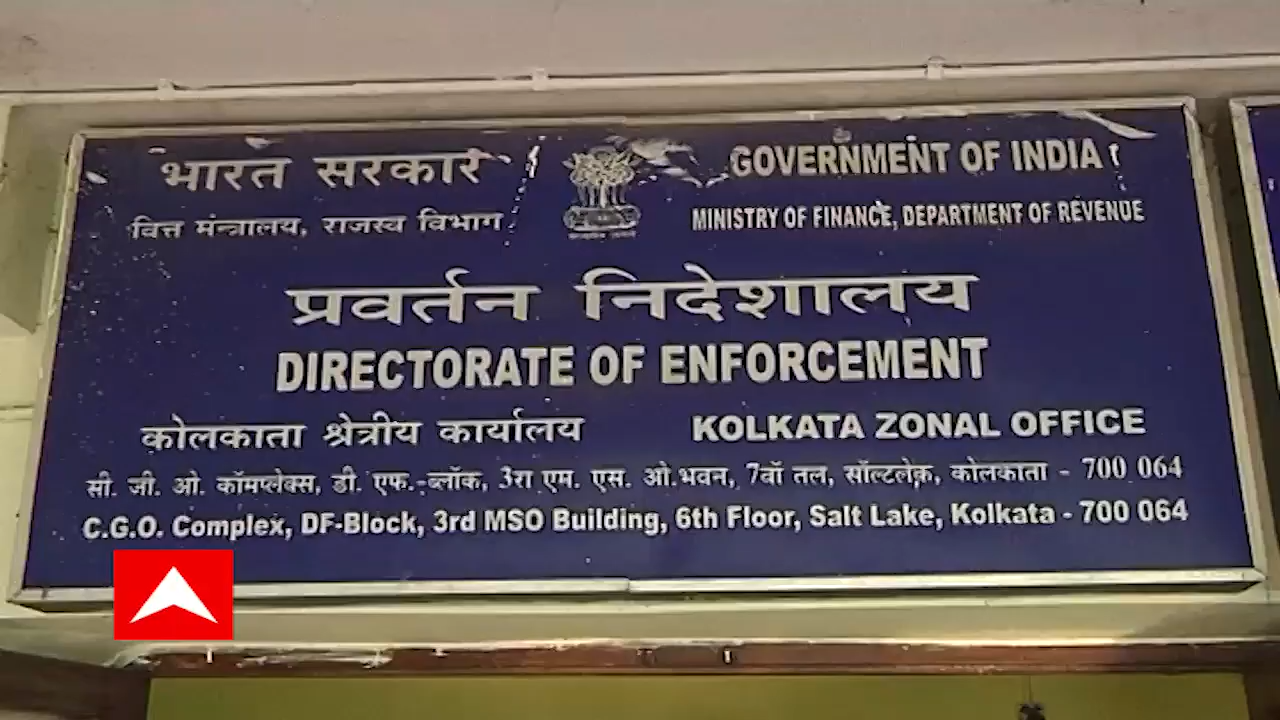 भारत सरकार
वित्त मंन्त्रालय, राजस्व विभाग
GOVERNMENT OF INDIA
MINISTRY OF FINANCE, DEPARTMENT OF REVENUE
प्रवर्तन निदेशालय
DIRECTORATE OF ENFORCEMENT
कोलकाता श्रेत्रीय कार्यालय KOLKATA ZONAL OFFICE
सी. जी. ओ. कॉमप्लेक्स, डी. एफ.-ब्लॉक, 3रा एम. एस. ओ.भवन, 7वॉ तल, सॉल्टलेक, कोलकाता - 700 064
C.G.O. Complex, DF-Block, 3rd MSO Building, 6th Floor, Salt Lake, Kolkata - 700 064